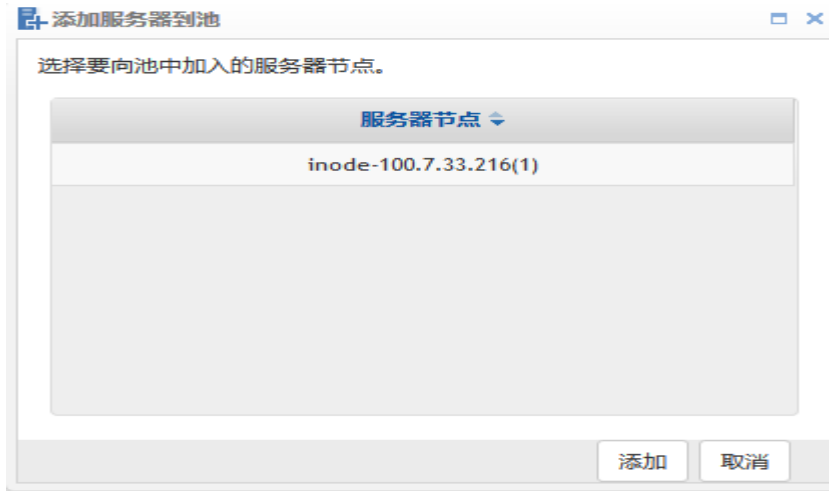 添加服务器到池
选择要向池中加入的服务器节点。
服务器节点
inode-100.7.33.216(1)
添加 取消